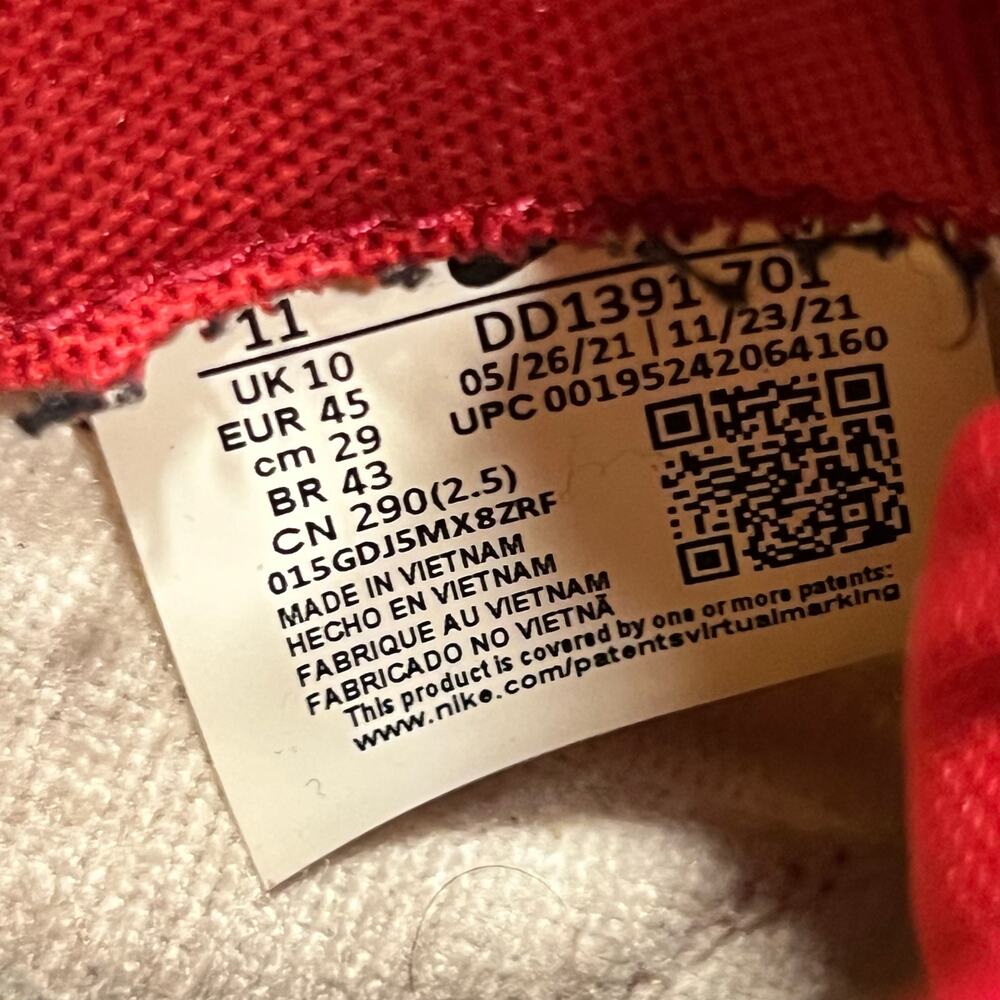 11
UK 10
EUR 45
cm 29
BR 43
CN 290(2.5)
015GDJ5MX8ZRF
DD1391 701
05/26/21 | 11/23/21
UPC 00195242064160
MADE IN VIETNAM
HECHO EN VIETNAM
FABRIQUE AU VIETNAM
FABRICADO NO VIETNÃ
This product is covered by one or more patents:
www.nike.com/patentsvirtualmarking